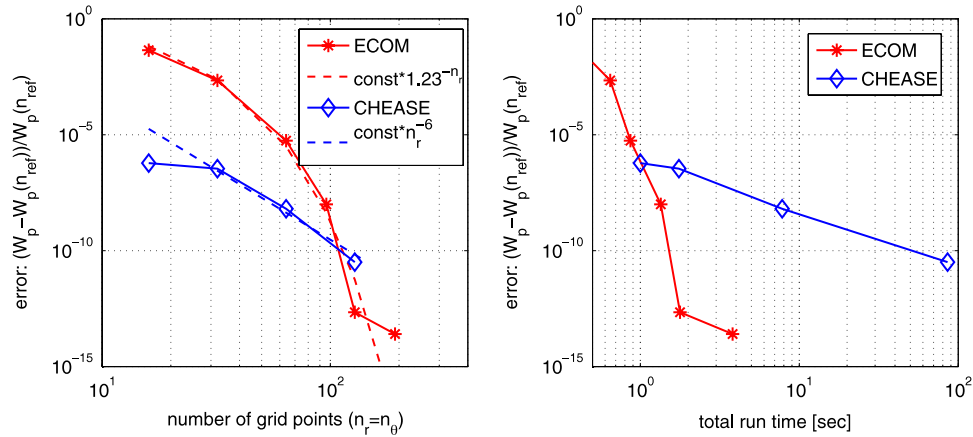 10^0
10^-5
10^-10
10^-15
error: (W_p−W_p(n_ref))/W_p(n_ref)
ECOM
const*1.23^-n_r
CHEASE
const*n_r^-6
10^1
10^2
number of grid points (n_r=n_θ)
10^0
10^-5
10^-10
10^-15
error: (W_p−W_p(n_ref))/W_p(n_ref)
ECOM
CHEASE
10^0
10^1
10^2
total run time [sec]